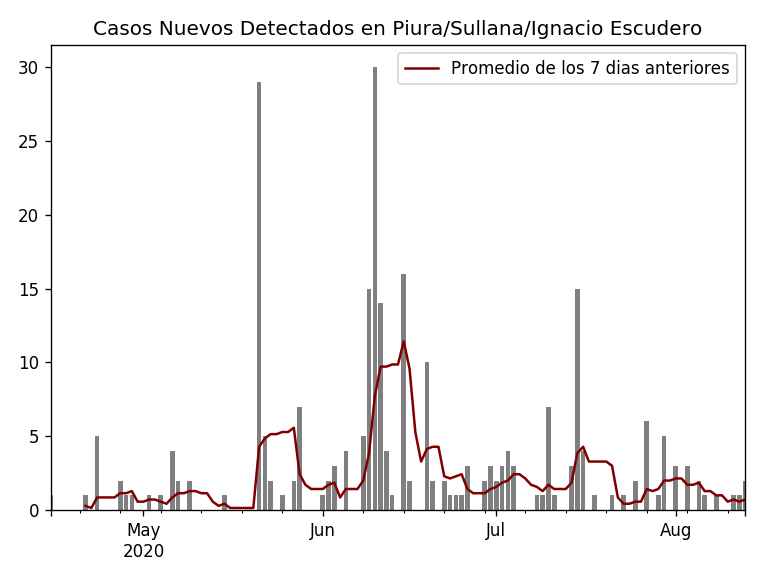 Casos Nuevos Detectados en Piura/Sullana/Ignacio Escudero
Promedio de los 7 dias anteriores
30
25
20
15
10
5
0
May
2020
Jun
Jul
Aug